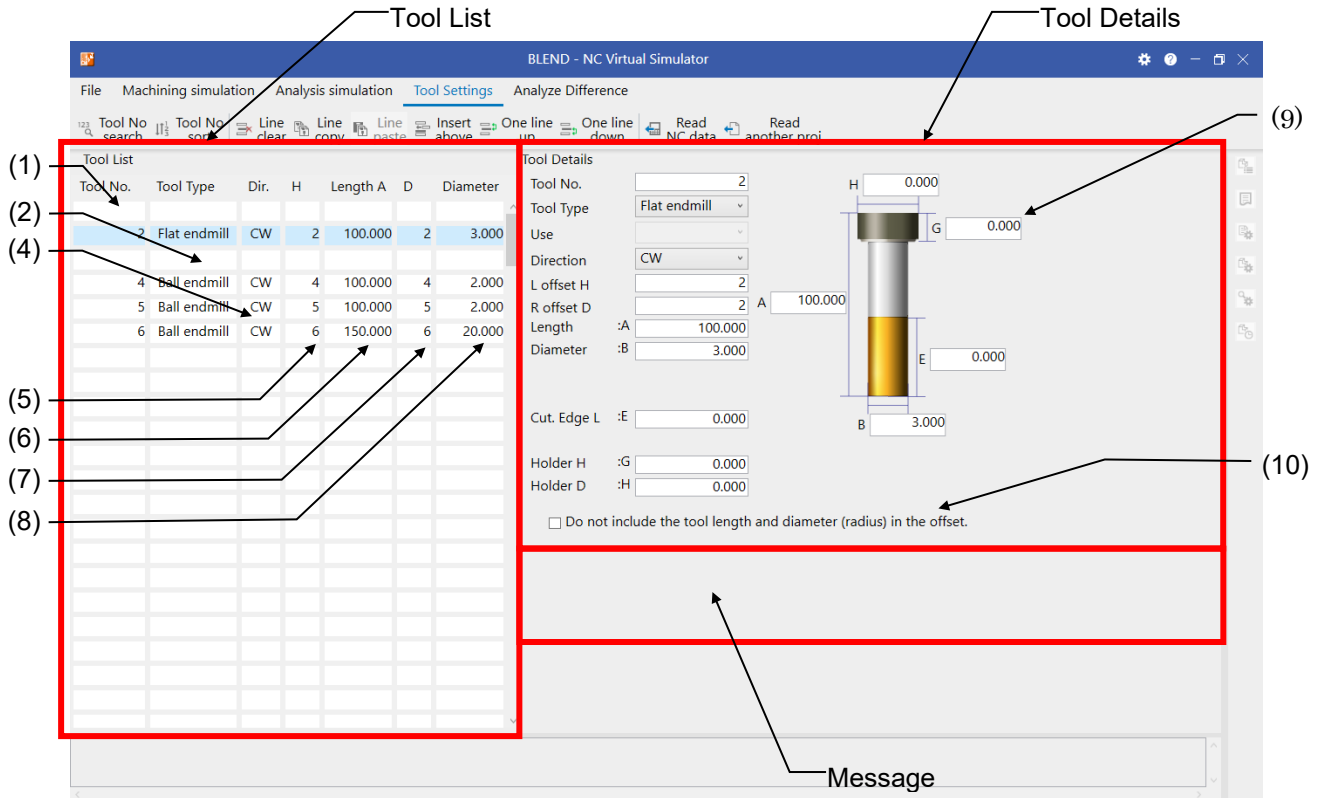 Tool List
Tool Details
BLEND - NC Virtual Simulator
File Machining simulation Analysis simulation Tool Settings Analyze Difference
Tool No search Tool No sort Line clear Line copy Line paste Insert above One line up One line down Read NC data Read another proj
(9)
(1)
Tool List
Tool No. Tool Type Dir. H Length A D Diameter
(2)
2 Flat endmill CW 2 100.000 2 3.000
(4)
4 Ball endmill CW 4 100.000 4 2.000
5 Ball endmill CW 5 100.000 5 2.000
6 Ball endmill CW 6 150.000 6 20.000
(5)
(6)
(7)
(8)
(6)
(7)
(8)
Tool Details
Tool No. 2
Tool Type Flat endmill
Use
Direction CW
L offset H 2
R offset D 2
Length :A 100.000
Diameter :B 3.000
Cut. Edge L :E 0.000
Holder H :G 0.000
Holder D :H 0.000
H 0.000
G 0.000
A 100.000
E 0.000
B 3.000
(10)
Do not include the tool length and diameter (radius) in the offset.
Message